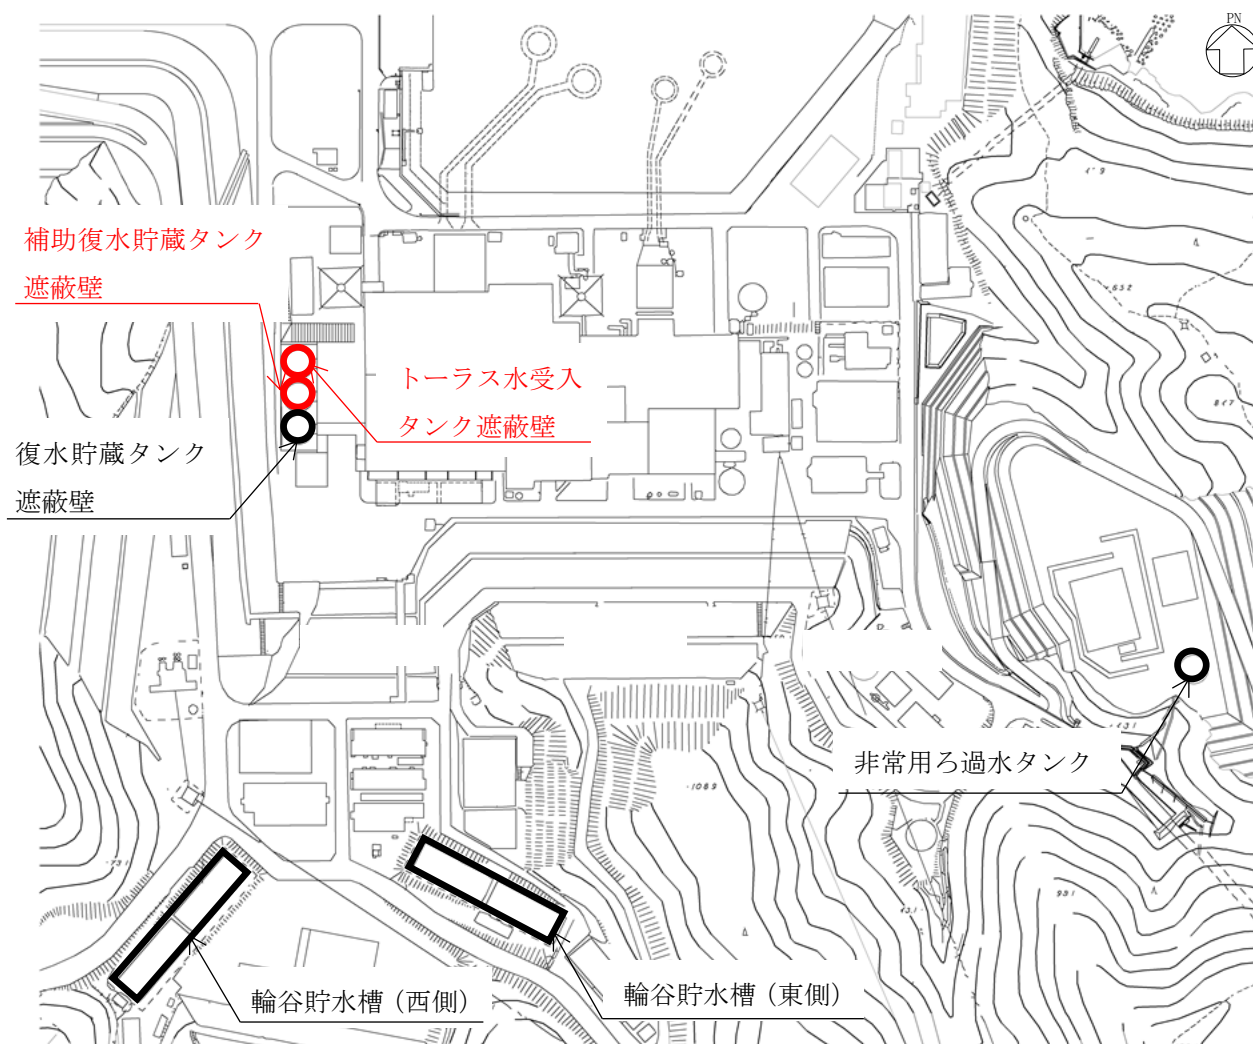 PN
補助復水貯蔵タンク
遮蔽壁
トーラス水受入
タンク遮蔽壁
復水貯蔵タンク
遮蔽壁
非常用ろ過水タンク
輪谷貯水槽(西側)
輪谷貯水槽(東側)